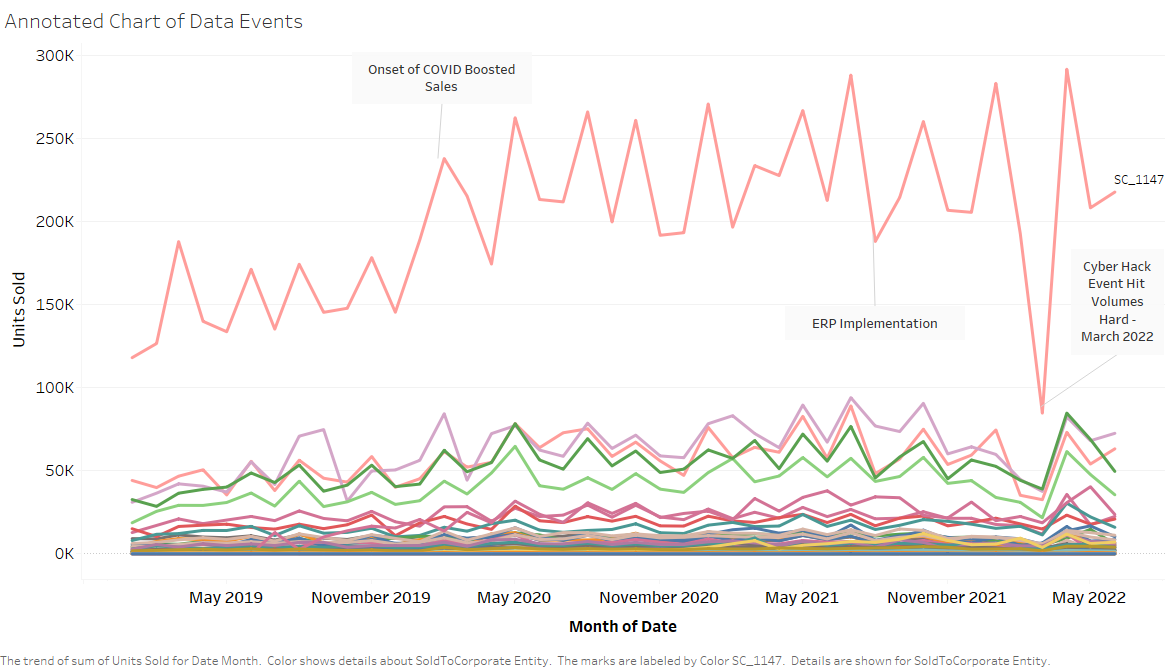 Annotated Chart of Data Events
300K
Onset of COVID Boosted
Sales
250K
SC_1147
200K
Cyber Hack
Event Hit
Volumes
Hard -
March 2022
Units Sold
150K
ERP Implementation
100K
50K
0K
May 2019 November 2019 May 2020 November 2020 May 2021 November 2021 May 2022
Month of Date
The trend of sum of Units Sold for Date Month. Color shows details about SoldToCorporate Entity. The marks are labeled by Color SC_1147. Details are shown for SoldToCorporate Entity.